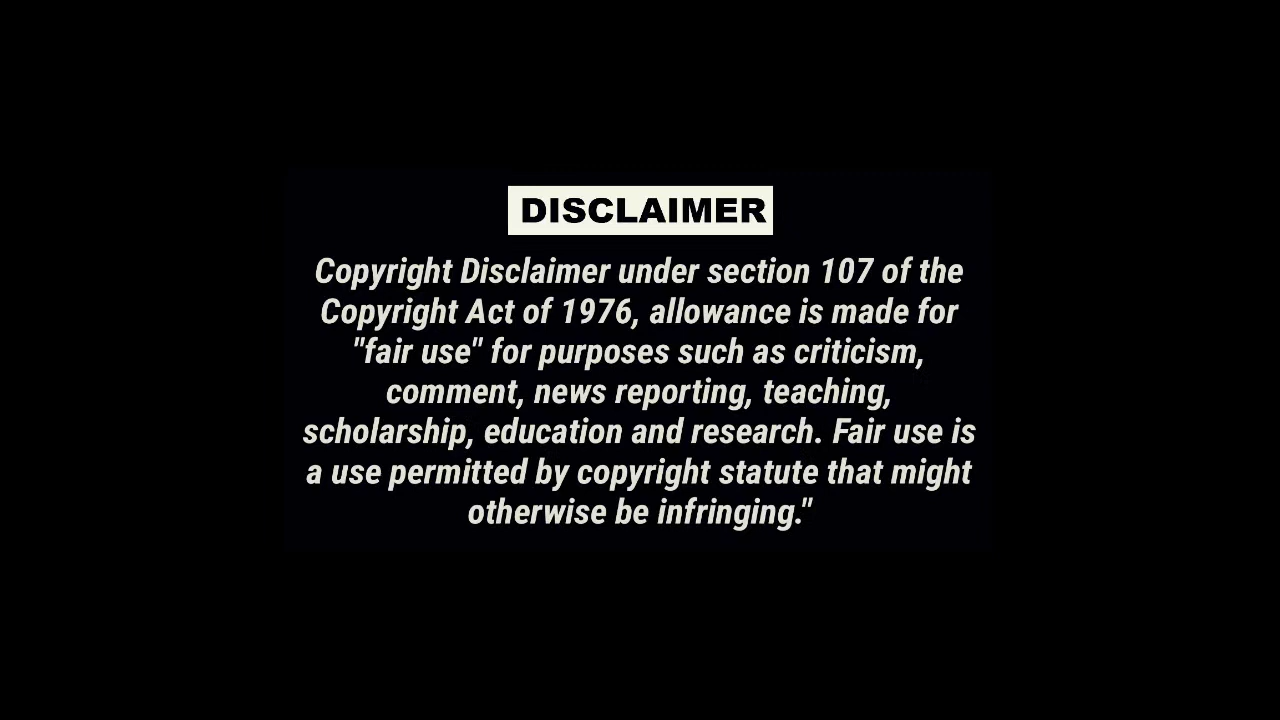 DISCLAIMER
Copyright Disclaimer under section 107 of the
Copyright Act of 1976, allowance is made for
"fair use" for purposes such as criticism,
comment, news reporting, teaching,
scholarship, education and research. Fair use is
a use permitted by copyright statute that might
otherwise be infringing."